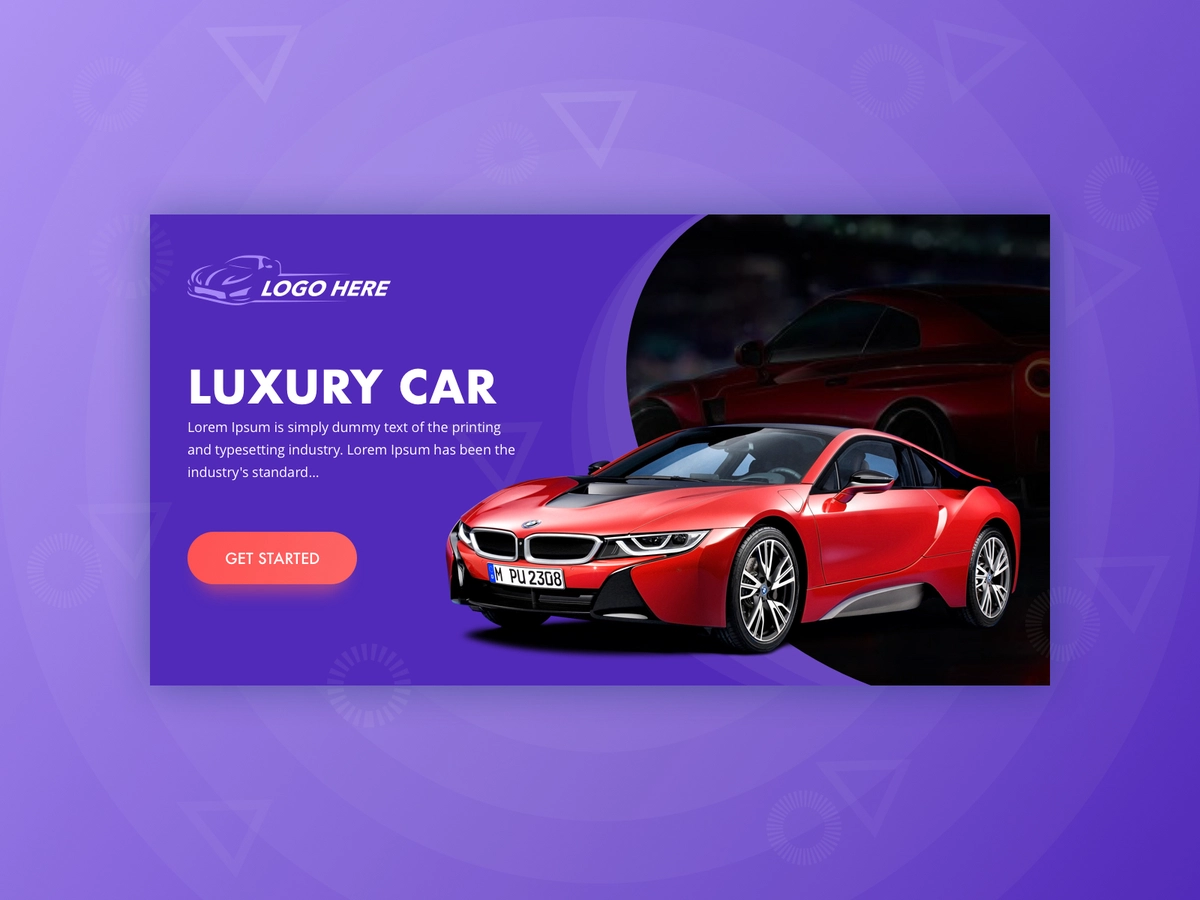 LOGO HERE
LUXURY CAR
Lorem Ipsum is simply dummy text of the printing
and typesetting industry. Lorem Ipsum has been the
industry's standard...
GET STARTED
M PU 2308